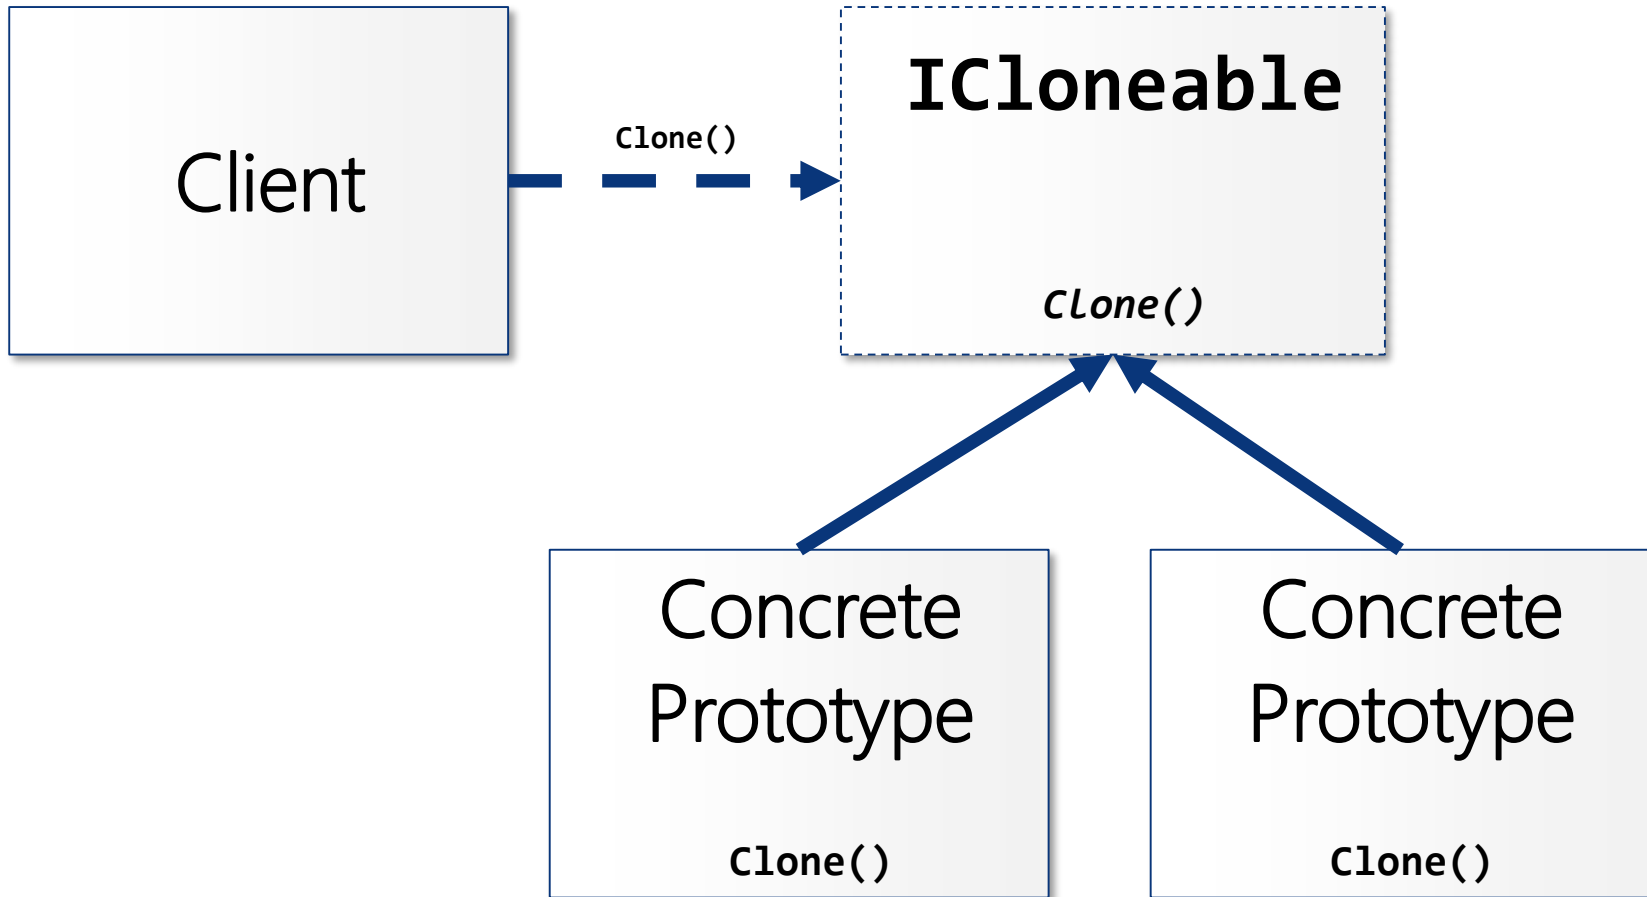 Client
Clone()
ICloneable
Clone()
Concrete
Prototype
Clone()
Concrete
Prototype
Clone()